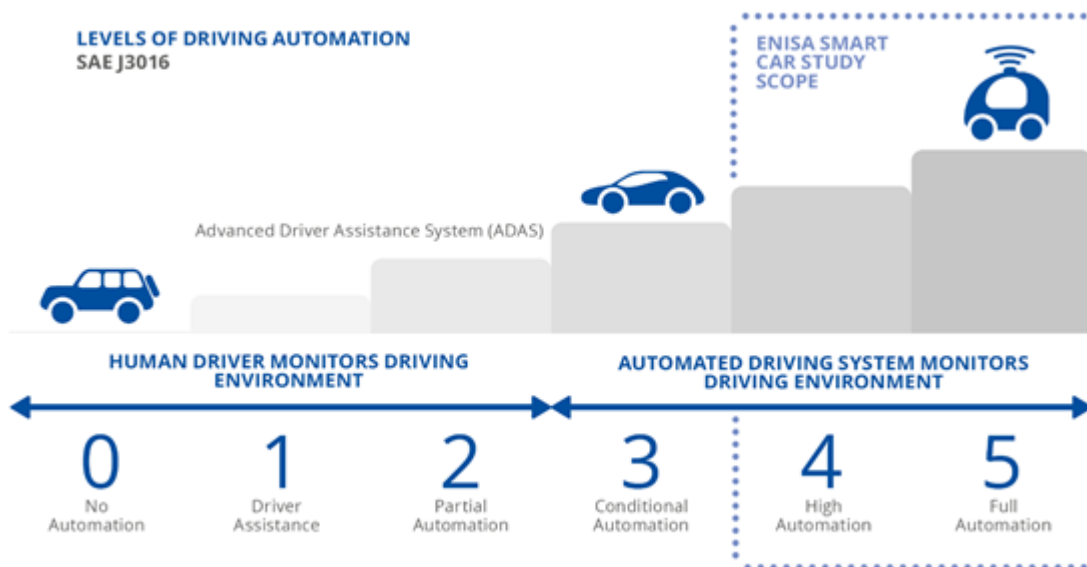 LEVELS OF DRIVING AUTOMATION
SAE J3016
ENISA SMART
CAR STUDY
SCOPE
Advanced Driver Assistance System (ADAS)
HUMAN DRIVER MONITORS DRIVING
ENVIRONMENT
AUTOMATED DRIVING SYSTEM MONITORS
DRIVING ENVIRONMENT
0
No
Automation
1
Driver
Assistance
2
Partial
Automation
3
Conditional
Automation
4
High
Automation
5
Full
Automation